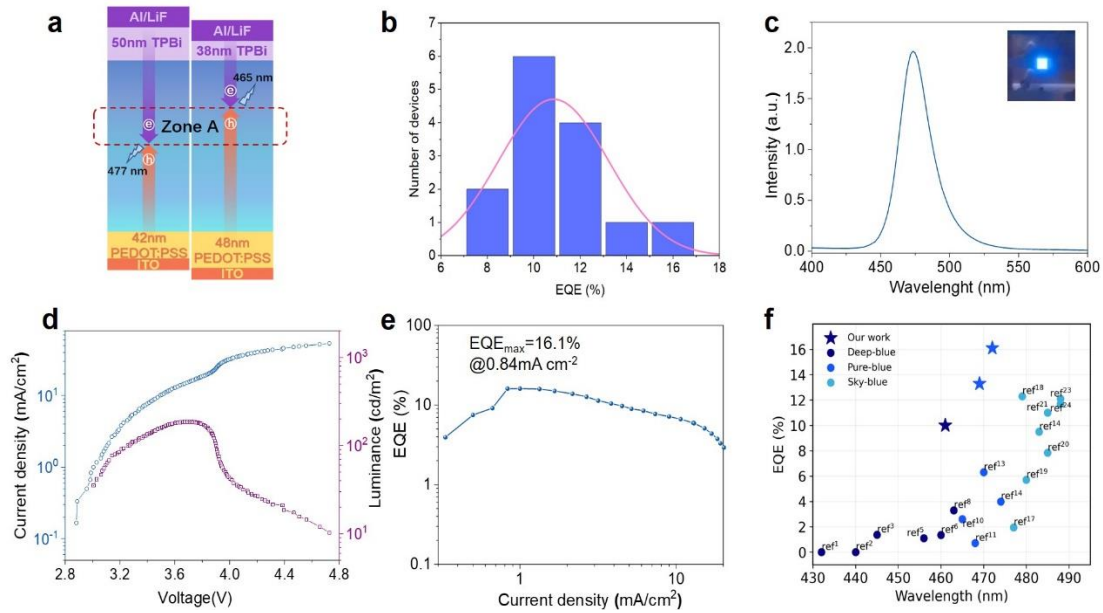 a
Al/LiF
50nm TPBi
Al/LiF
38nm TPBi
465 nm
e
e
Zone A
h
h
477 nm
42nm
PEDOT:PSS
ITO
48nm
PEDOT:PSS
ITO
b
Number of devices
7
6
5
4
3
2
1
0
6 8 10 12 14 16 18
EQE (%)
c
Intensity (a.u.)
2.0
1.5
1.0
0.5
0.0
400 450 500 550 600
Wavelenght (nm)
d
Current density (mA/cm²)
10¹
10⁰
10⁻¹
Luminance (cd/m²)
10³
10²
10¹
2.8 3.2 3.6 4.0 4.4 4.8
Voltage(V)
e
EQEmax=16.1%
@0.84mA cm⁻²
EQE (%)
100
10
1
0.1
1 10
Current density (mA/cm²)
f
EQE (%)
16
14
12
10
8
6
4
2
0
Our work
Deep-blue
Pure-blue
Sky-blue
ref¹⁸
ref²³
ref²¹
ref²⁴
ref¹⁴
ref²⁰
ref¹³
ref¹⁹
ref¹⁴
ref⁸
ref¹⁰
ref¹⁷
ref³
ref⁵
ref⁶
ref¹¹
ref¹
ref²
430 440 450 460 470 480 490
Wavelength (nm)